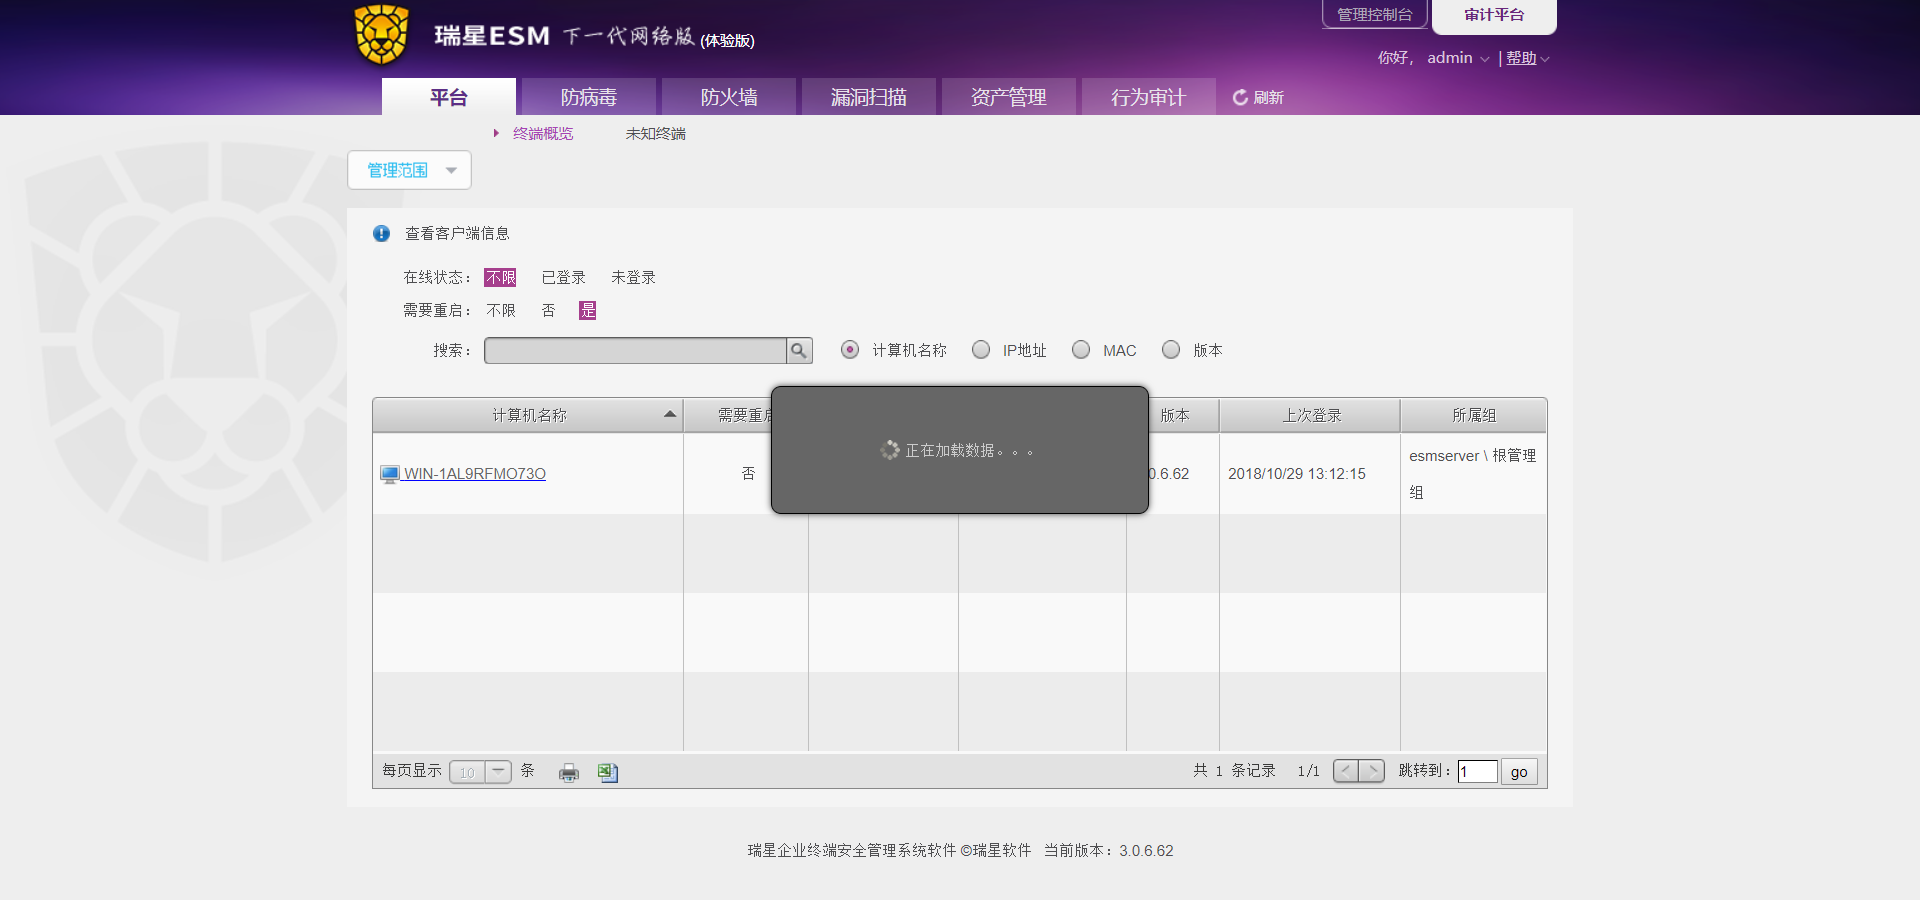 管理控制台 审计平台
瑞星ESM 下一代网络版 (体验版)
你好， admin | 帮助
平台 防病毒 防火墙 漏洞扫描 资产管理 行为审计 刷新
终端概览 未知终端
管理范围
查看客户端信息
在线状态： 不限 已登录 未登录
需要重启： 不限 否 是
搜索： 计算机名称 IP地址 MAC 版本
计算机名称 需要重启 版本 上次登录 所属组
正在加载数据。。。
WIN-1AL9RFMO73O 否 0.6.62 2018/10/29 13:12:15 esmserver \ 根管理
组
每页显示 10 条 共 1 条记录 1/1 < > 跳转到： 1 go
瑞星企业终端安全管理系统软件 ©瑞星软件 当前版本：3.0.6.62